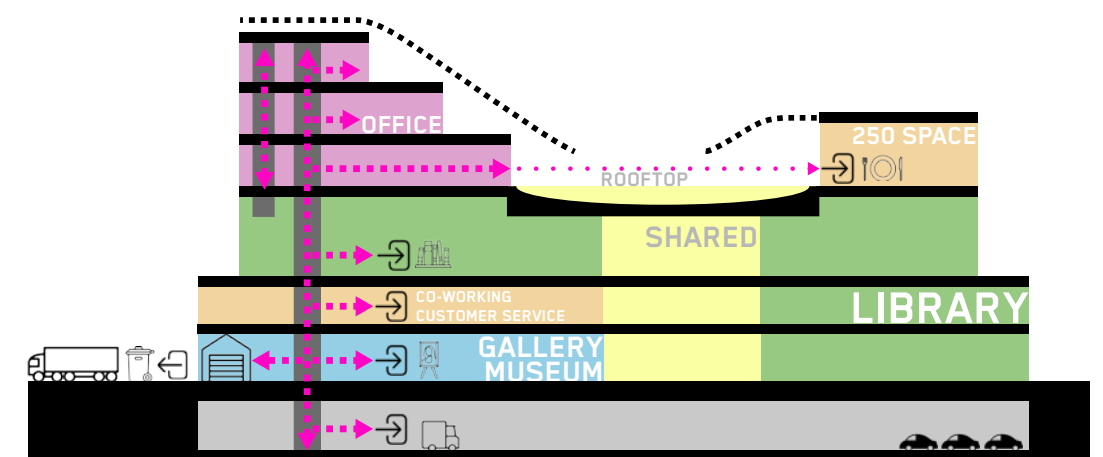 OFFICE
250 SPACE
ROOFTOP
SHARED
CO-WORKING
CUSTOMER SERVICE
LIBRARY
GALLERY
MUSEUM